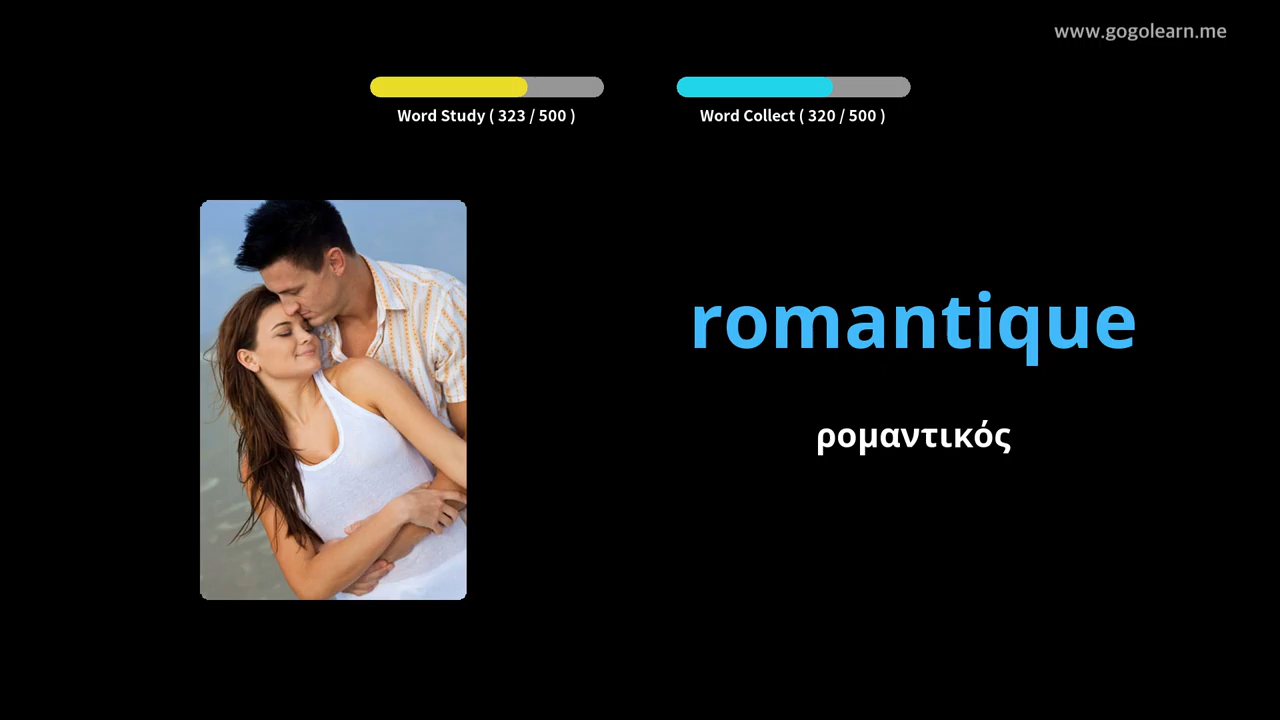 www.gogolearn.me
Word Study ( 323 / 500 )
Word Collect ( 320 / 500 )
romantique
ρομαντικός